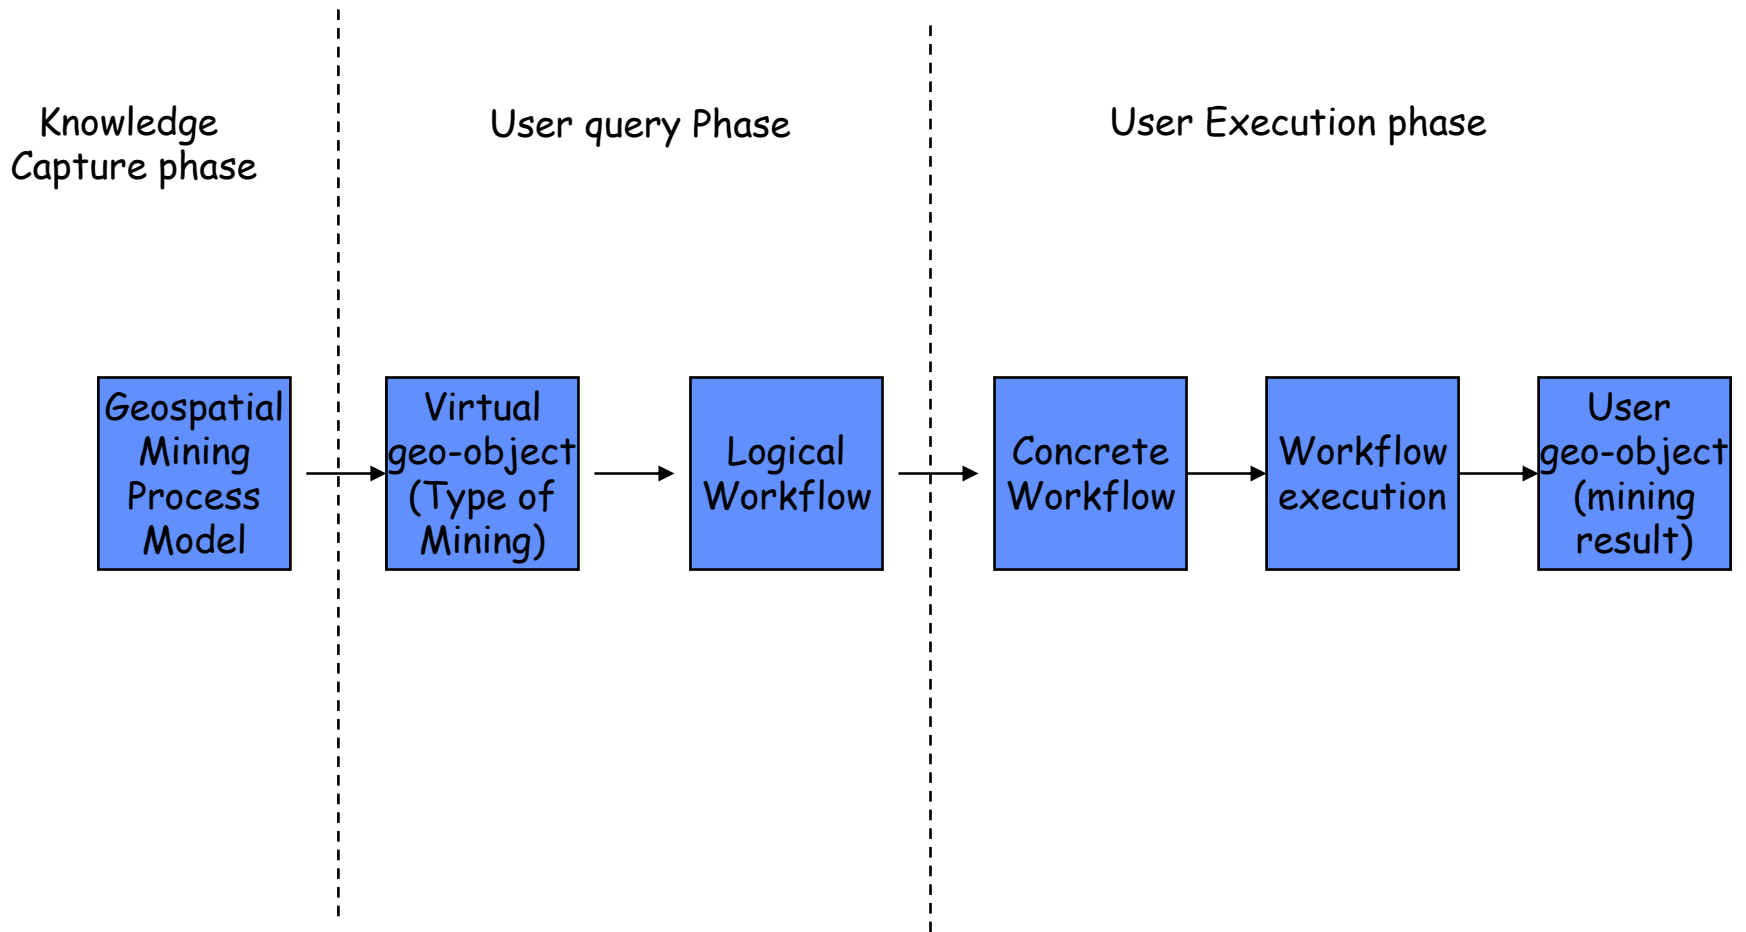 Knowledge
Capture phase
User query Phase
User Execution phase
Geospatial
Mining
Process
Model
Virtual
geo-object
(Type of
Mining)
Logical
Workflow
Concrete
Workflow
Workflow
execution
User
geo-object
(mining
result)